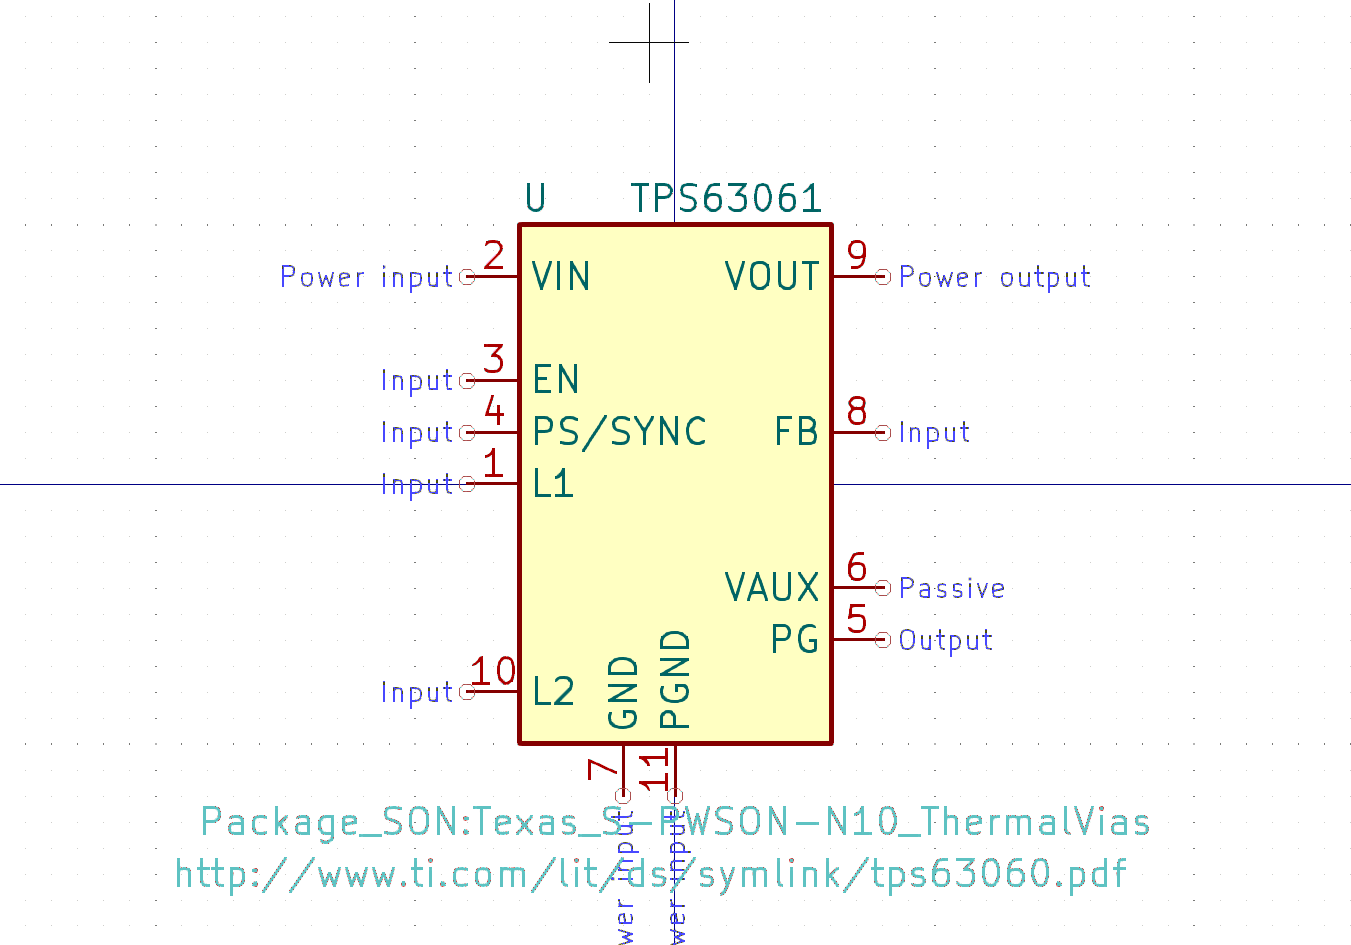 U TPS63061
Power input 2 VIN VOUT 9 Power output
Input 3 EN
Input 4 PS/SYNC FB 8 Input
Input 1 L1
VAUX 6 Passive
PG 5 Output
Input 10 L2
GND
PGND
7
11
wer input
wer input
Package_SON:Texas_S-PWSON-N10_ThermalVias
http://www.ti.com/lit/ds/symlink/tps63060.pdf